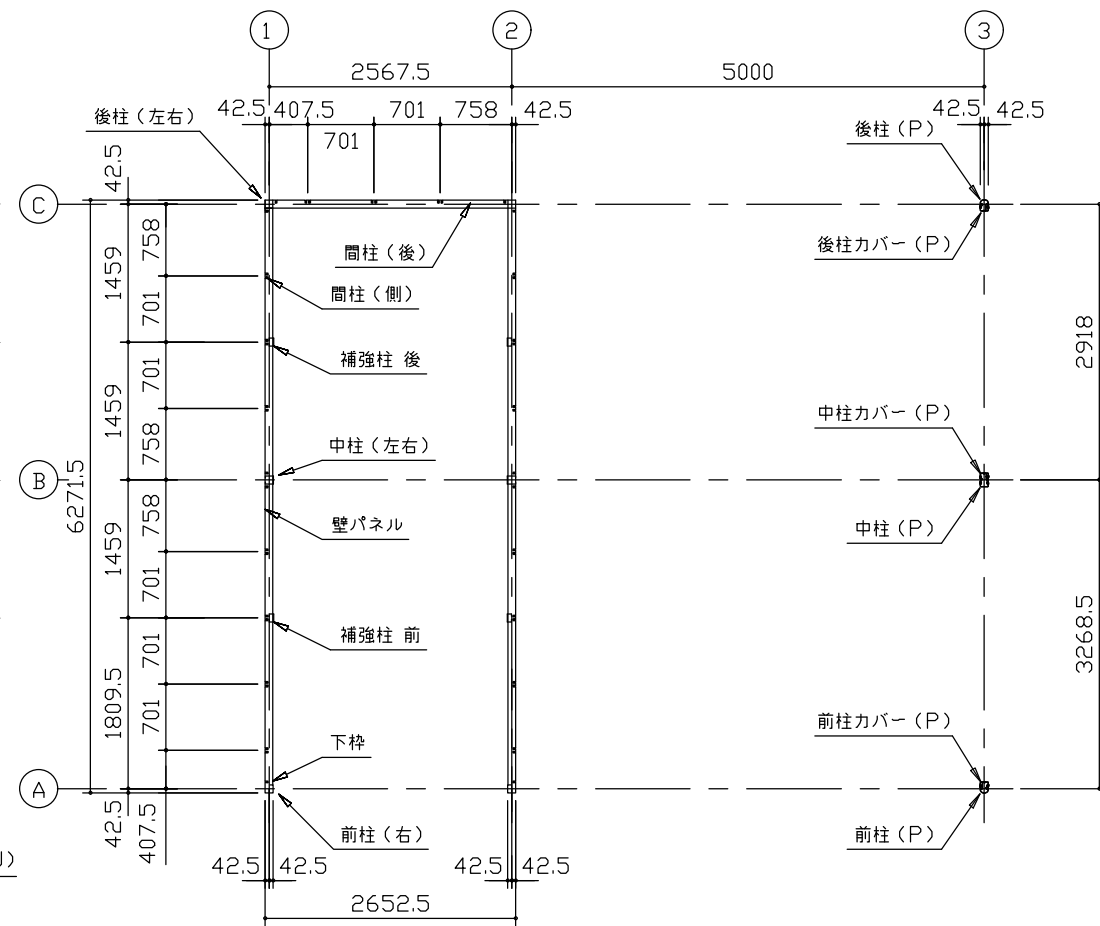 1
2
3
2567.5
5000
42.5
407.5
701
758
42.5
42.5
42.5
701
後柱（左右）
後柱（P）
42.5
C
758
間柱（後）
後柱カバー（P）
1459
間柱（側）
701
2918
補強柱 後
701
1459
中柱カバー（P）
中柱（左右）
758
B
6271.5
758
壁パネル
中柱（P）
1459
701
補強柱 前
701
3268.5
1809.5
701
前柱カバー（P）
下枠
A
42.5
407.5
前柱（右）
前柱（P）
42.5
42.5
42.5
42.5
2652.5